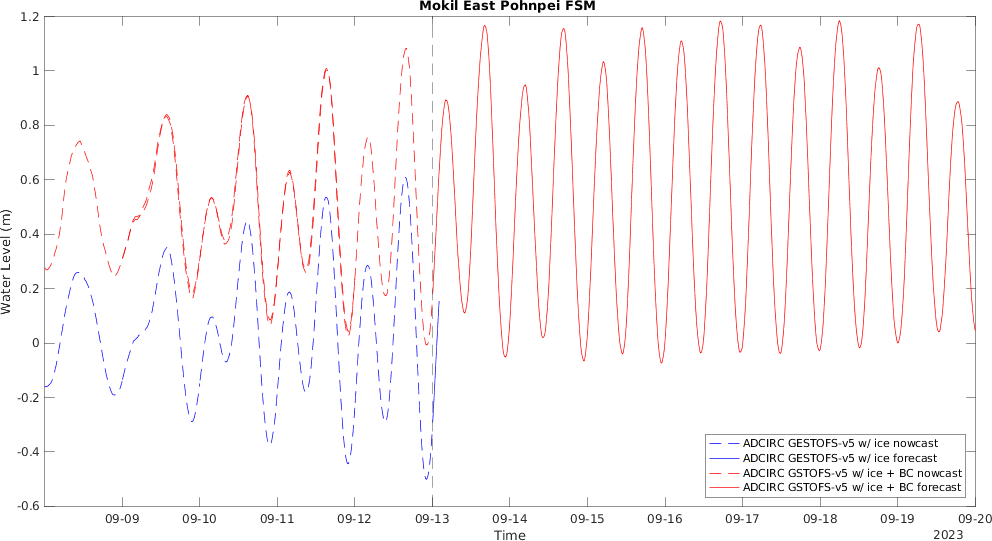 Mokil East Pohnpei FSM
1.2
1
0.8
0.6
0.4
0.2
0
-0.2
-0.4
-0.6
Water Level (m)
ADCIRC GESTOFS-v5 w/ ice nowcast
ADCIRC GESTOFS-v5 w/ ice forecast
ADCIRC GSTOFS-v5 w/ ice + BC nowcast
ADCIRC GSTOFS-v5 w/ ice + BC forecast
09-09 09-10 09-11 09-12 09-13 09-14 09-15 09-16 09-17 09-18 09-19 09-20
Time
2023